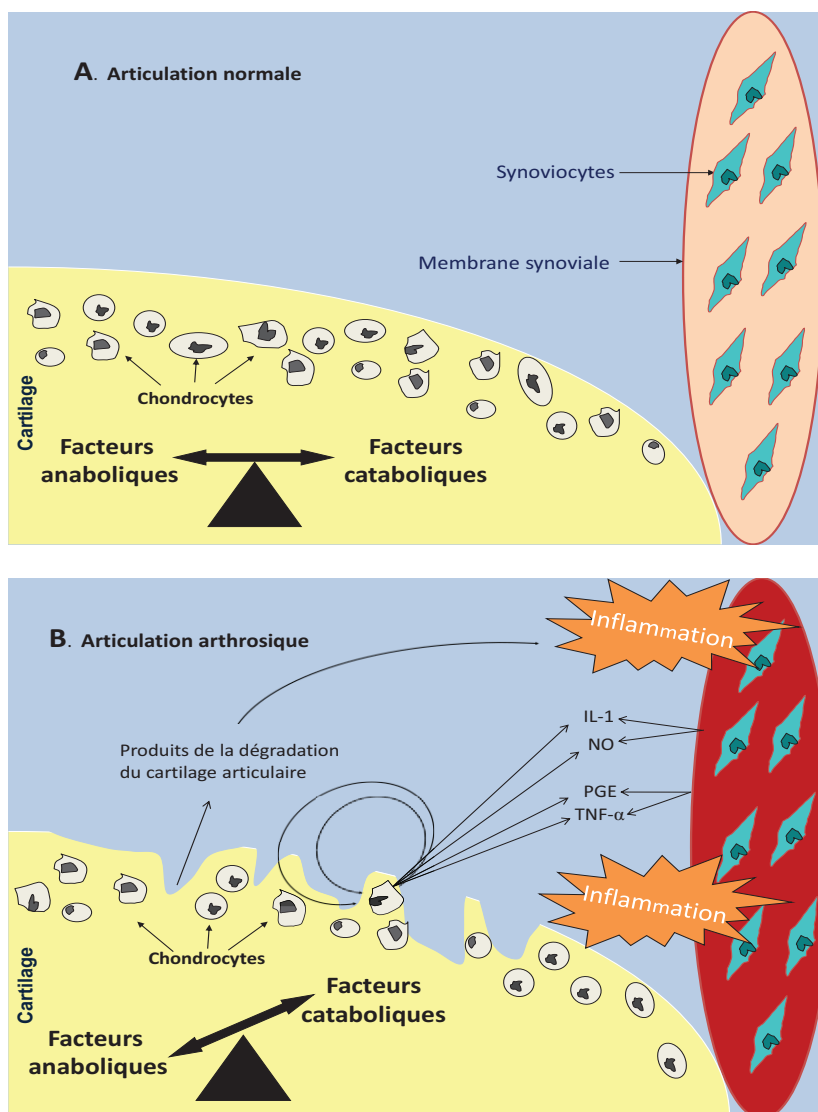 A. Articulation normale
Synoviocytes
Membrane synoviale
Chondrocytes
Cartilage
Facteurs
anaboliques
Facteurs
cataboliques
B. Articulation arthrosique
Inflammation
IL-1
NO
Produits de la dégradation
du cartilage articulaire
PGE
TNF-α
Inflammation
Chondrocytes
Cartilage
Facteurs
cataboliques
Facteurs
anaboliques